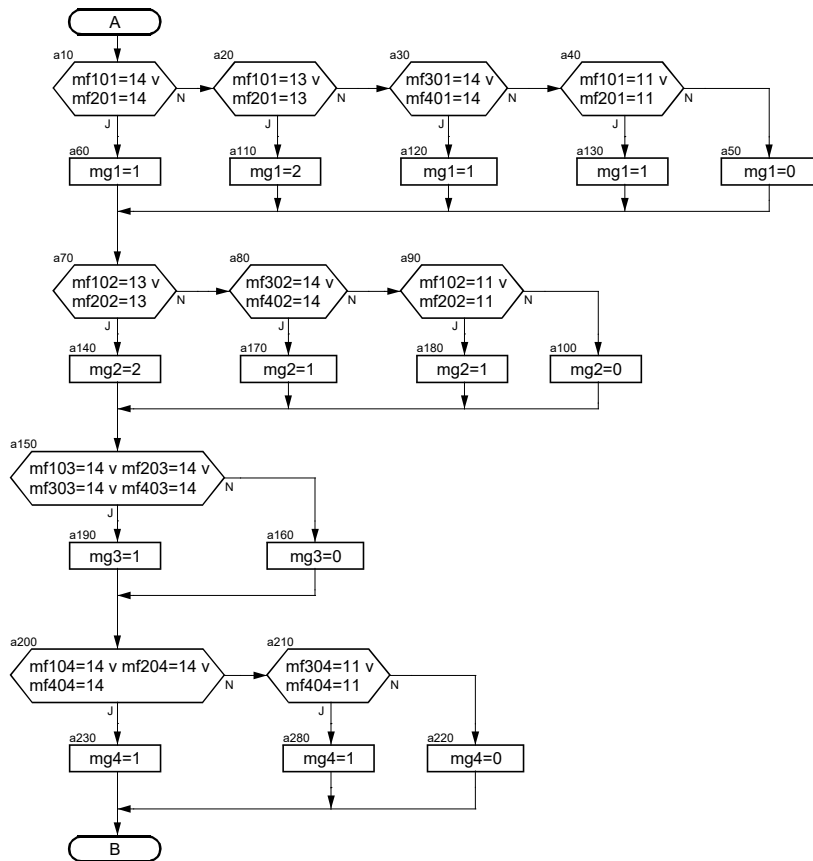 A
a10
mf101=14 v
mf201=14
N
J
a20
mf101=13 v
mf201=13
N
J
a30
mf301=14 v
mf401=14
N
J
a40
mf101=11 v
mf201=11
N
J
a60
mg1=1
a110
mg1=2
a120
mg1=1
a130
mg1=1
a50
mg1=0
a70
mf102=13 v
mf202=13
N
J
a80
mf302=14 v
mf402=14
N
J
a90
mf102=11 v
mf202=11
N
J
a140
mg2=2
a170
mg2=1
a180
mg2=1
a100
mg2=0
a150
mf103=14 v mf203=14 v
mf303=14 v mf403=14
N
J
a190
mg3=1
a160
mg3=0
a200
mf104=14 v mf204=14 v
mf404=14
N
J
a210
mf304=11 v
mf404=11
N
J
a230
mg4=1
a280
mg4=1
a220
mg4=0
B